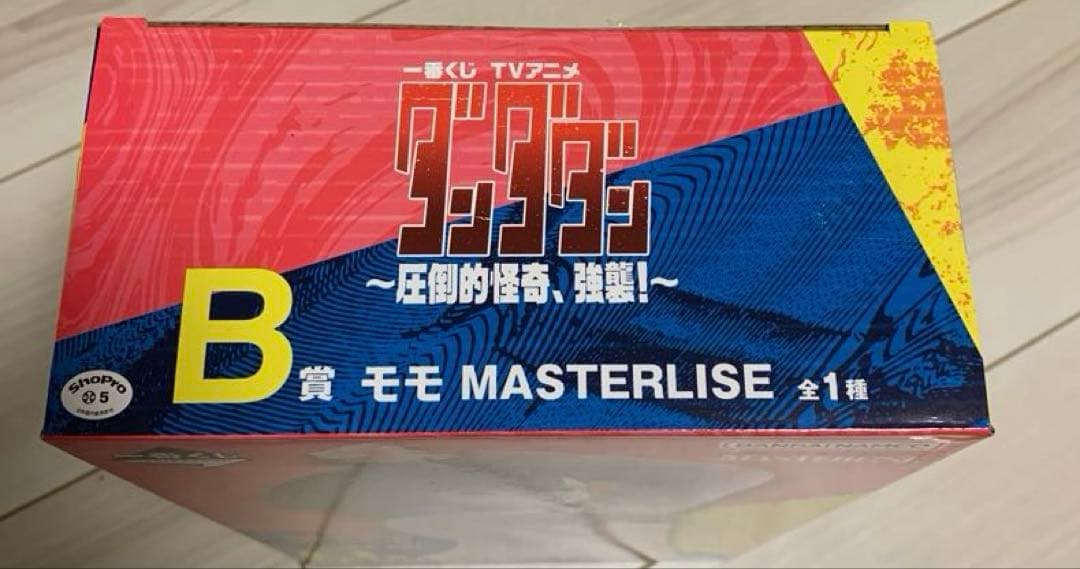 一番くじ TVアニメ
ダンダダン
～圧倒的怪奇、強襲！～
B賞 モモ MASTERLISE 全1種
ShoPro
5